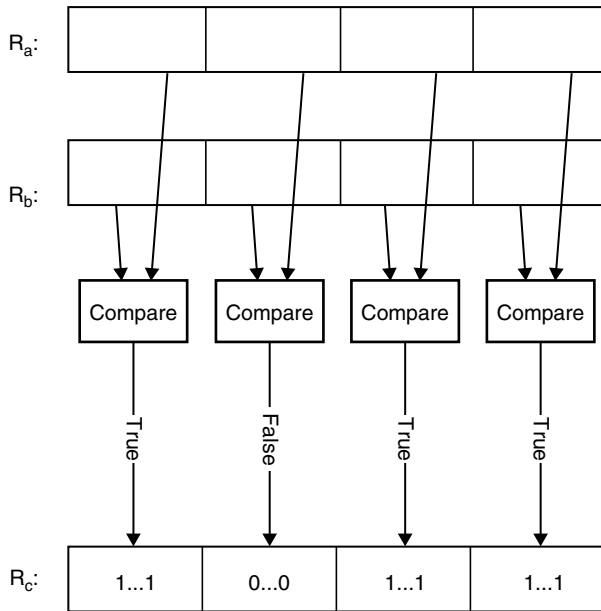 Ra:
Rb:
Compare Compare Compare Compare
True False True True
Rc: 1...1 0...0 1...1 1...1